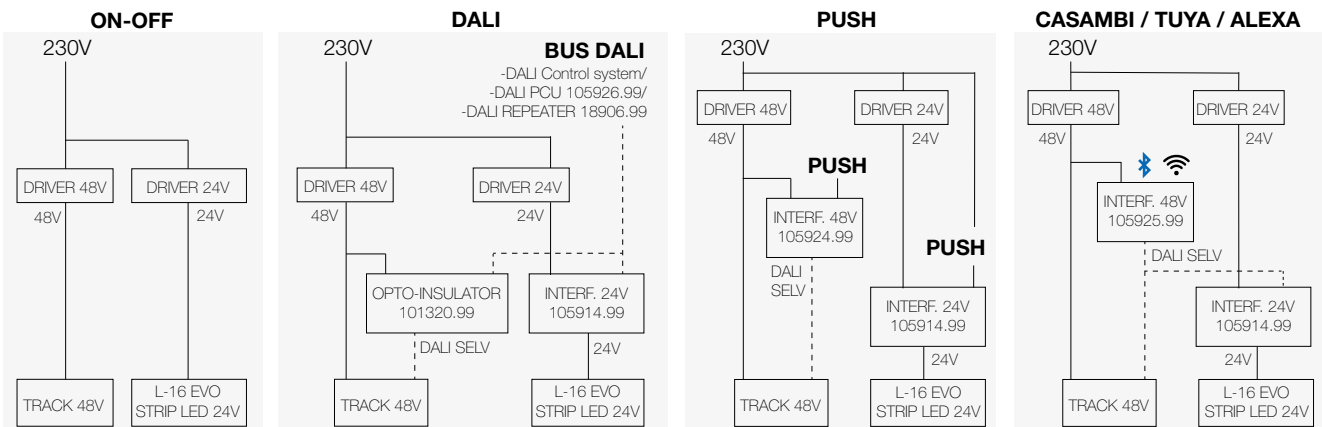 ON-OFF
230V
DRIVER 48V
DRIVER 24V
48V
24V
TRACK 48V
L-16 EVO
STRIP LED 24V
DALI
230V
BUS DALI
-DALI Control system/
-DALI PCU 105926.99/
-DALI REPEATER 18906.99
DRIVER 48V
DRIVER 24V
48V
24V
OPTO-INSULATOR
101320.99
INTERF. 24V
105914.99
DALI SELV
24V
TRACK 48V
L-16 EVO
STRIP LED 24V
PUSH
230V
DRIVER 48V
DRIVER 24V
48V
24V
PUSH
INTERF. 48V
105924.99
PUSH
DALI
SELV
INTERF. 24V
105914.99
24V
TRACK 48V
L-16 EVO
STRIP LED 24V
CASAMBI / TUYA / ALEXA
230V
DRIVER 48V
DRIVER 24V
48V
24V
INTERF. 48V
105925.99
DALI SELV
INTERF. 24V
105914.99
24V
TRACK 48V
L-16 EVO
STRIP LED 24V